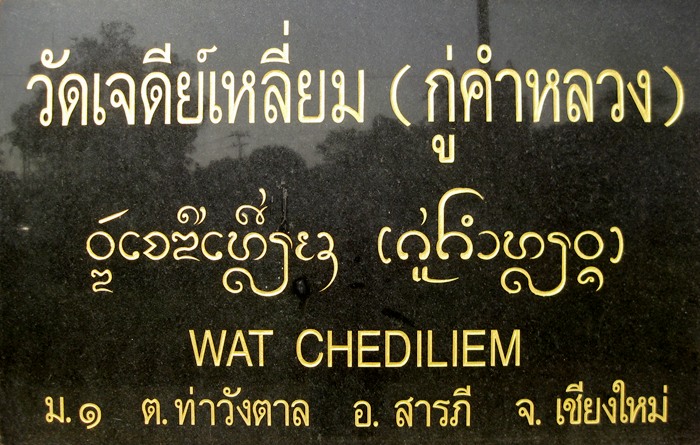 วัดเจดีย์เหลี่ยม (กู่คำหลวง)
WAT CHEDILIEM
ม.๑ ต.ท่าวังตาล อ.สารภี จ.เชียงใหม่